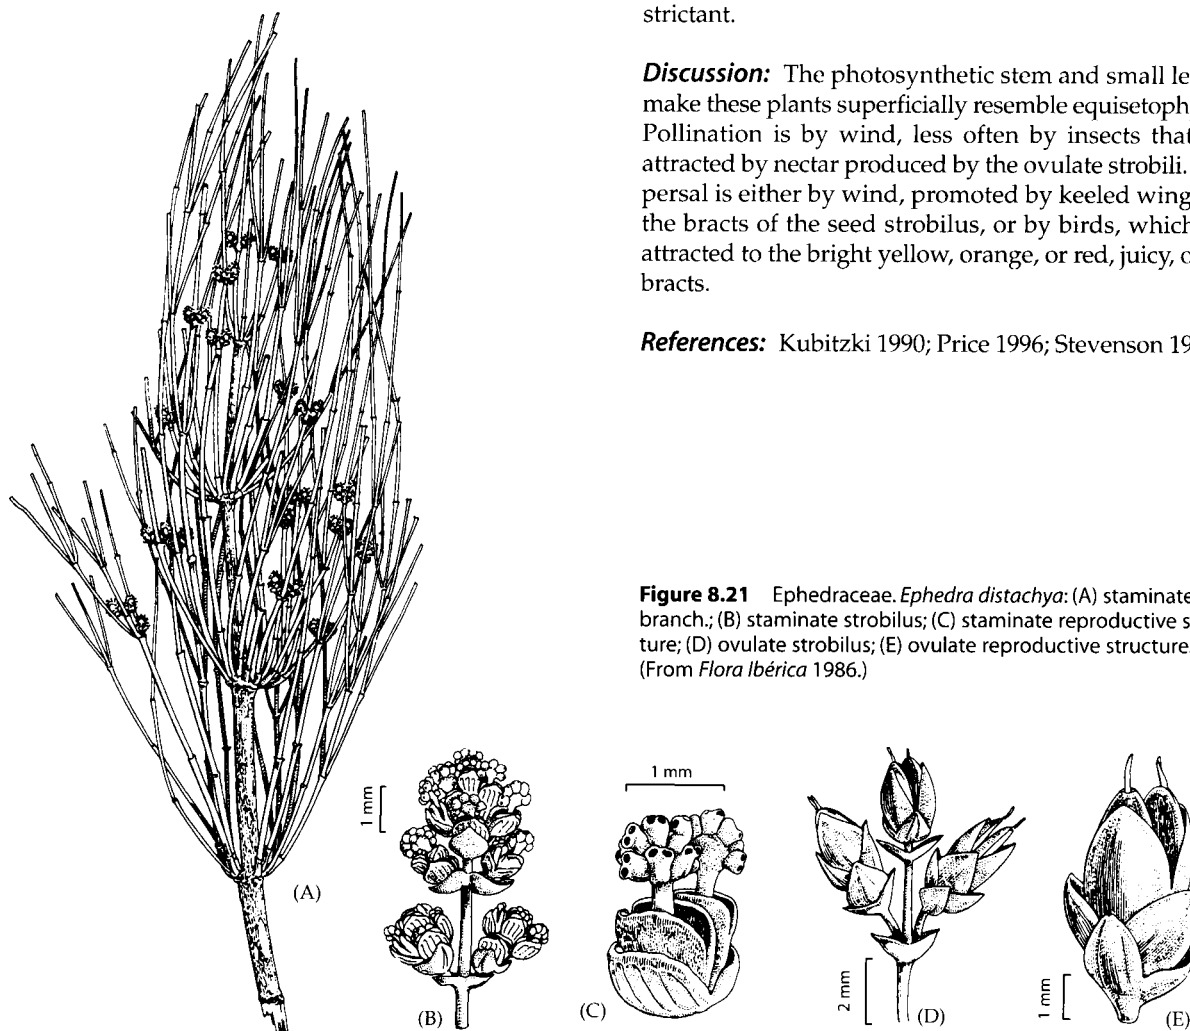 strictant.
Discussion: The photosynthetic stem and small le
make these plants superficially resemble equisetoph
Pollination is by wind, less often by insects that
attracted by nectar produced by the ovulate strobili.
persal is either by wind, promoted by keeled wing
the bracts of the seed strobilus, or by birds, which
attracted to the bright yellow, orange, or red, juicy, o
bracts.
References: Kubitzki 1990; Price 1996; Stevenson 19
Figure 8.21 Ephedraceae. Ephedra distachya: (A) staminate
branch.; (B) staminate strobilus; (C) staminate reproductive s
ture; (D) ovulate strobilus; (E) ovulate reproductive structure
(From Flora Ibérica 1986.)
(A)
1 mm
(B)
1 mm
(C)
2 mm
(D)
1 mm
(E)